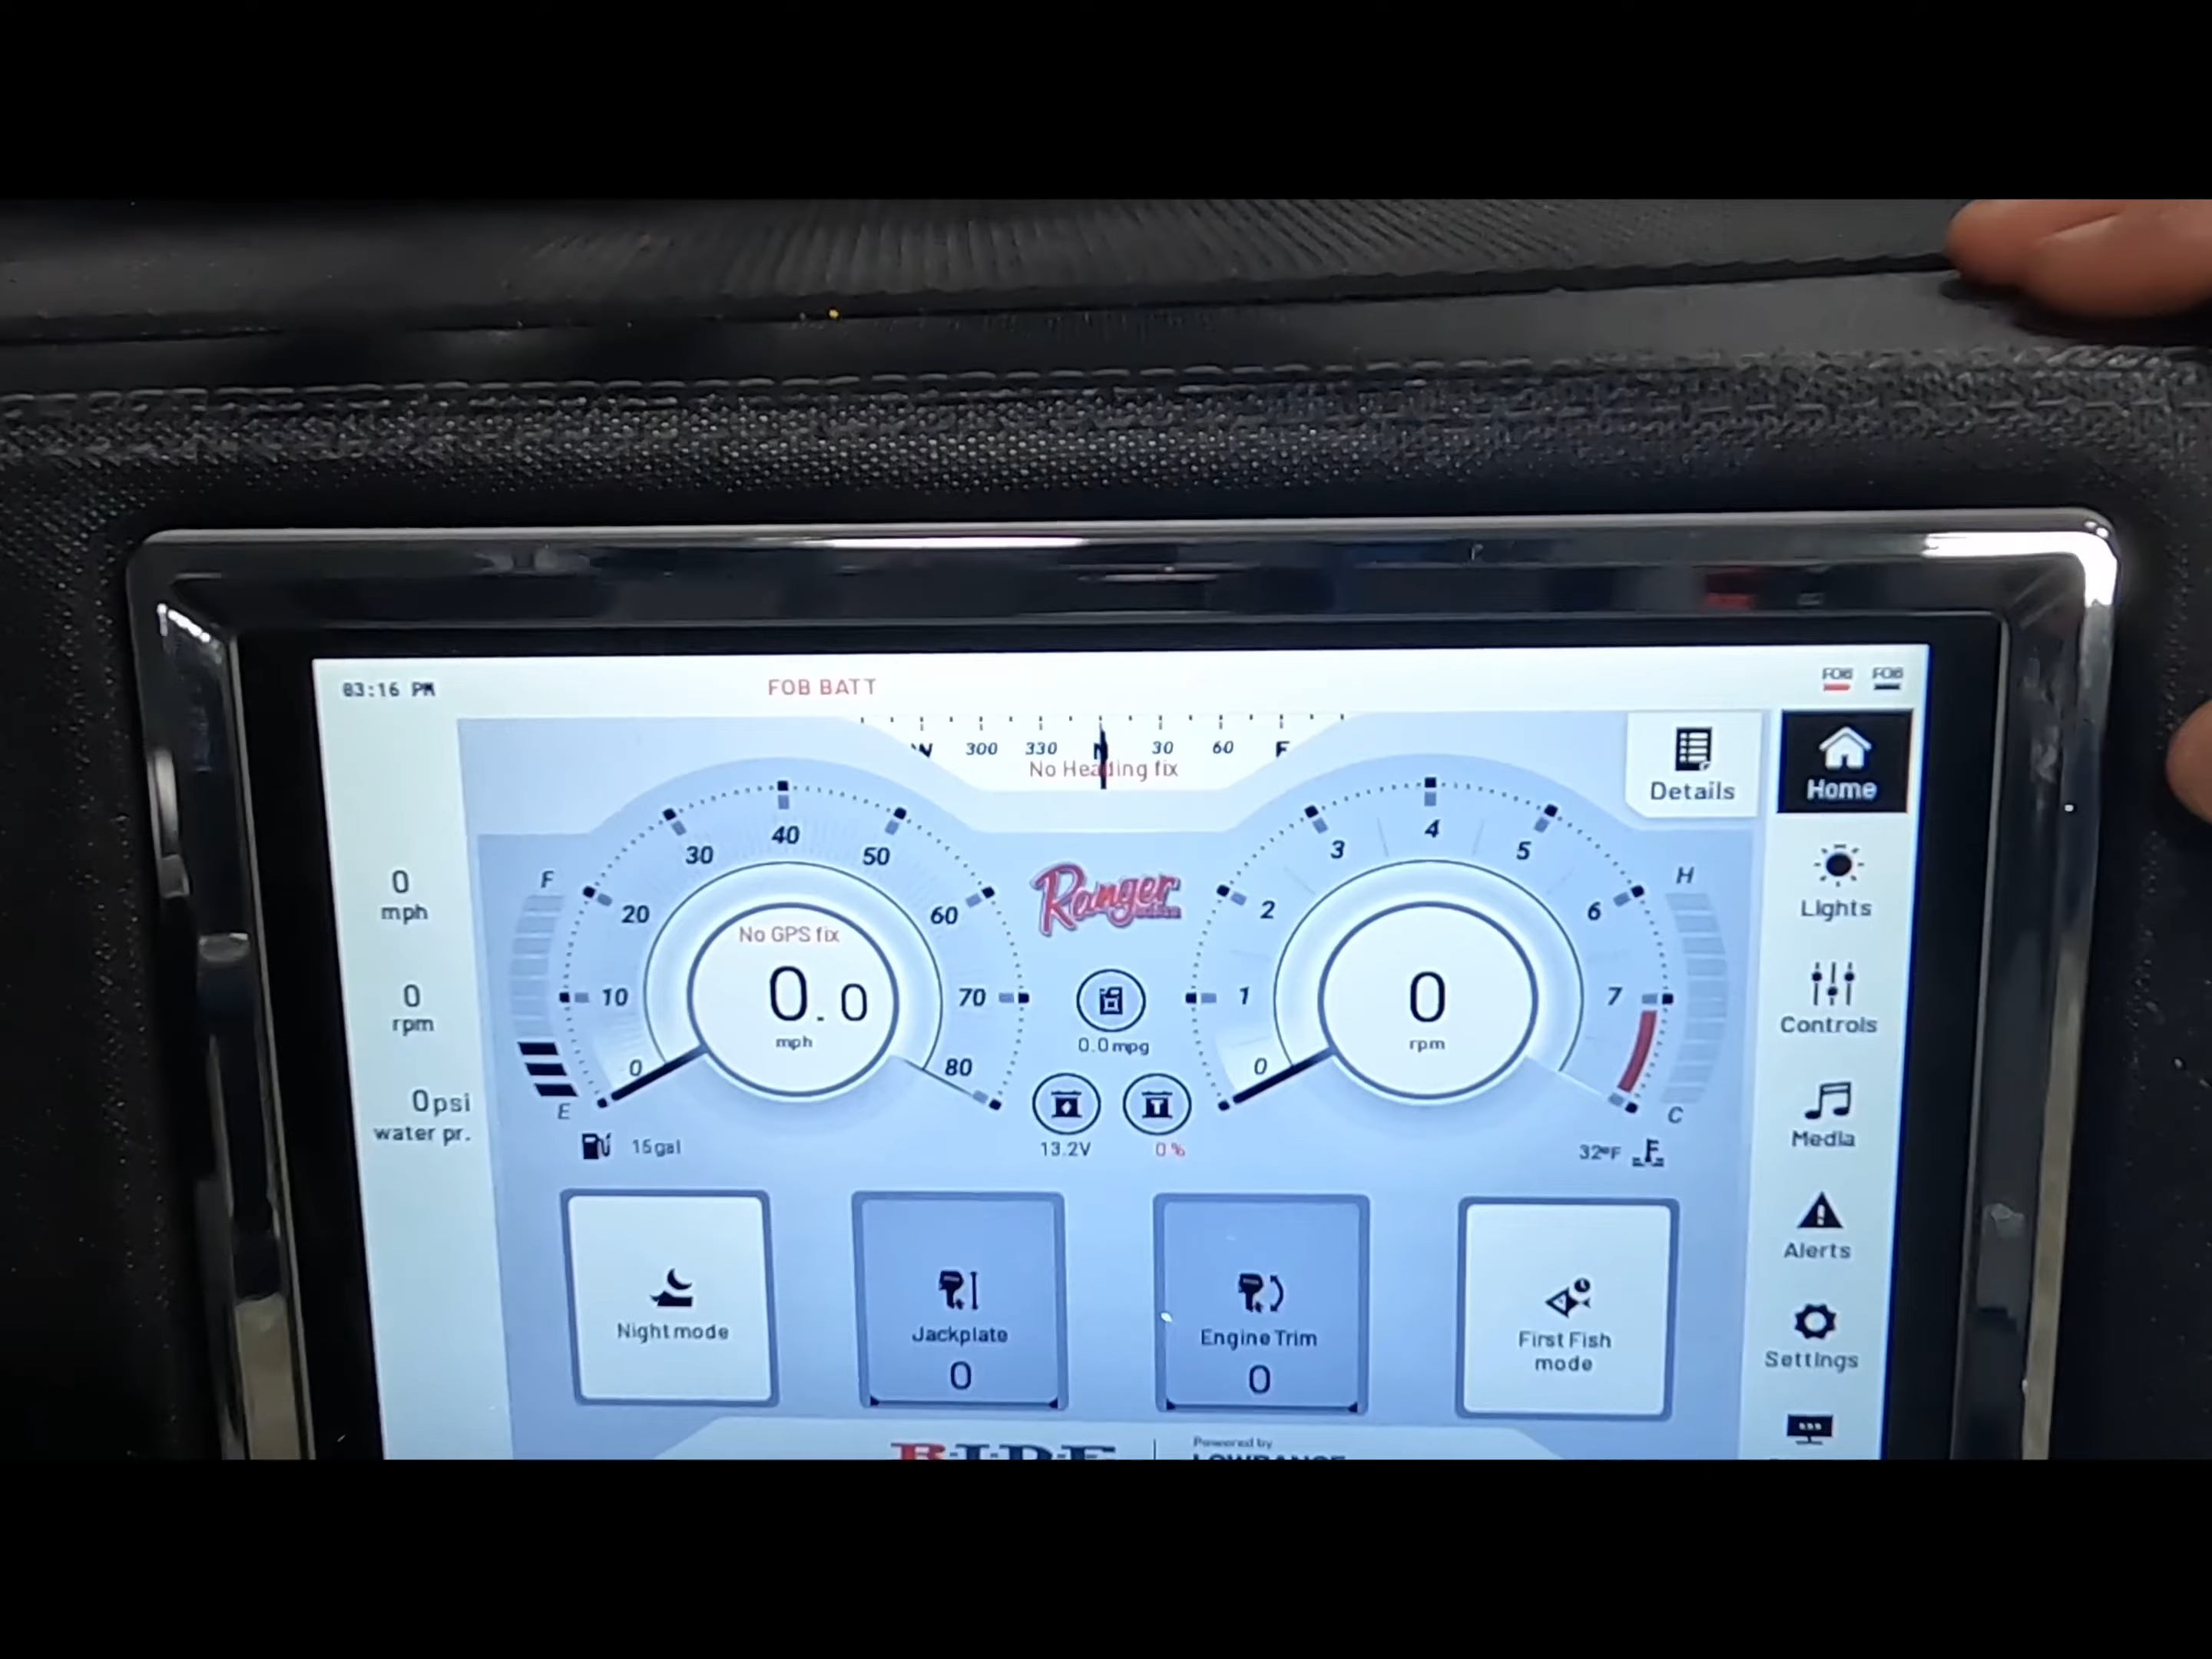 03:16 PM
FOB BATT
FOB FOB
W 300 330 N 30 60 E
No Heading fix
Details
Home
Lights
Controls
Media
Alerts
Settings
0
mph
0
rpm
0psi
water pr.
F
E
0 10 20 30 40 50 60 70 80
No GPS fix
0.0
mph
15gal
Ranger
0.0mpg
13.2V
T
0%
0 1 2 3 4 5 6 7
0
rpm
H
C
32°F
Night mode
Jackplate
0
Engine Trim
0
First Fish
mode
R·I·D·E
Powered by
LOWRANCE